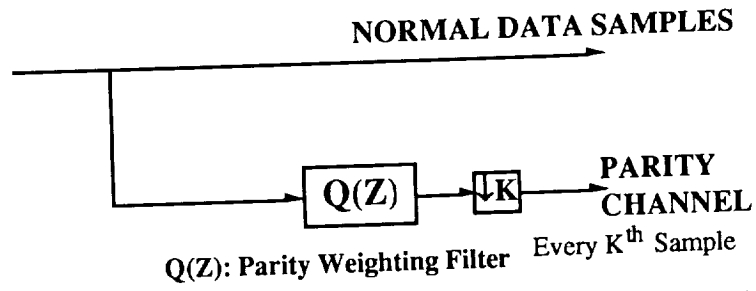 NORMAL DATA SAMPLES
Q(Z)
↓K
PARITY
CHANNEL
Every Kth Sample
Q(Z): Parity Weighting Filter